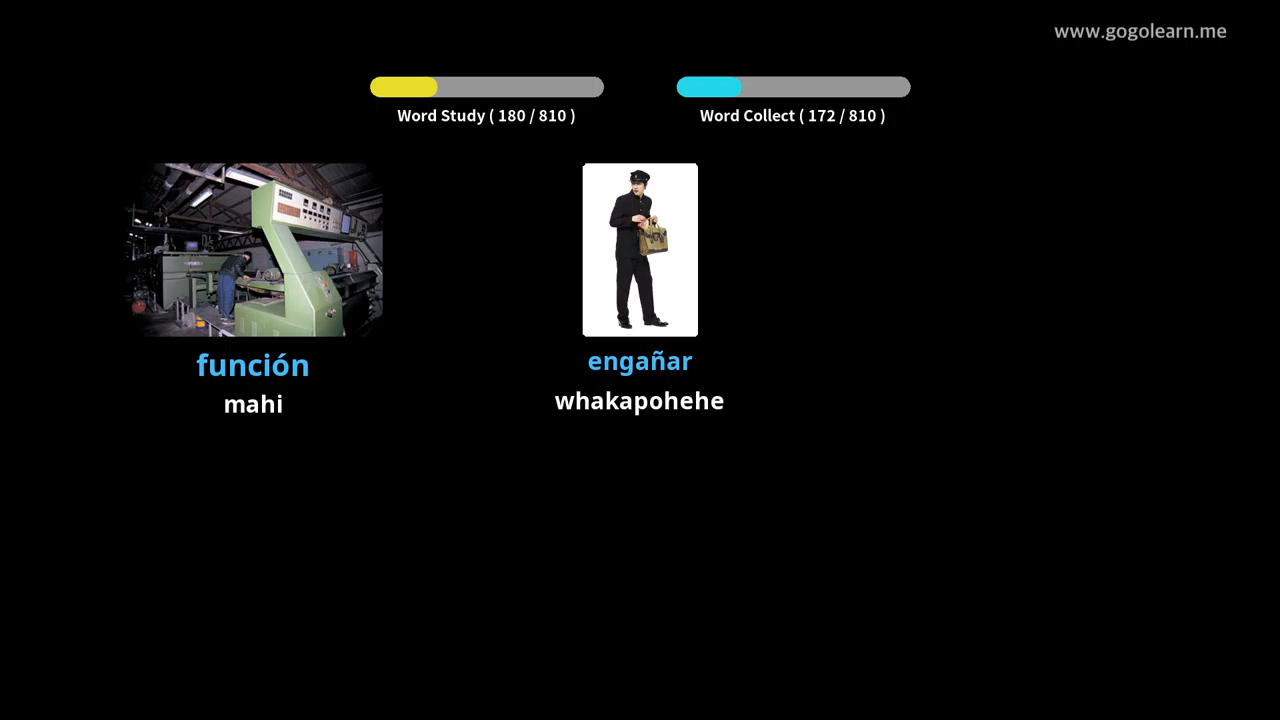 www.gogolearn.me
Word Study ( 180 / 810 )
Word Collect ( 172 / 810 )
función
mahi
engañar
whakapohehe